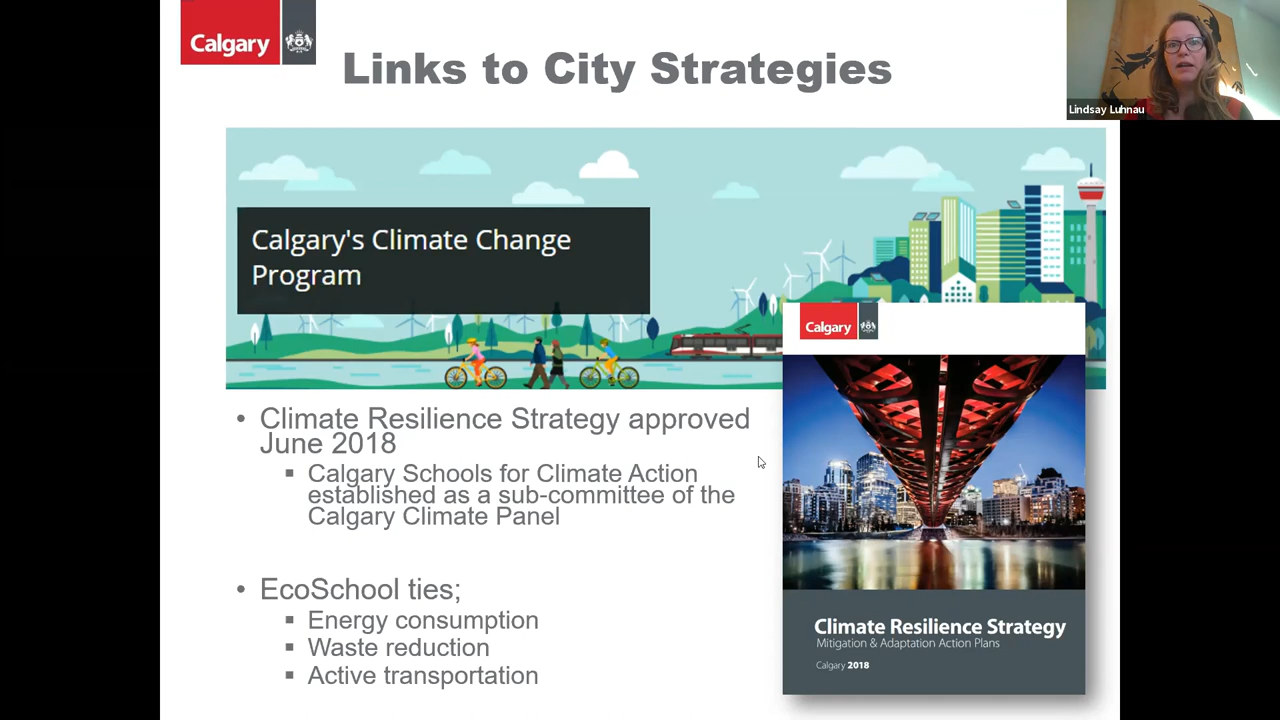 Calgary
Links to City Strategies
Lindsay Luhnau
Calgary's Climate Change
Program
Calgary
• Climate Resilience Strategy approved
June 2018
▪ Calgary Schools for Climate Action
established as a sub-committee of the
Calgary Climate Panel
• EcoSchool ties;
▪ Energy consumption
▪ Waste reduction
▪ Active transportation
Climate Resilience Strategy
Mitigation & Adaptation Action Plans
Calgary 2018